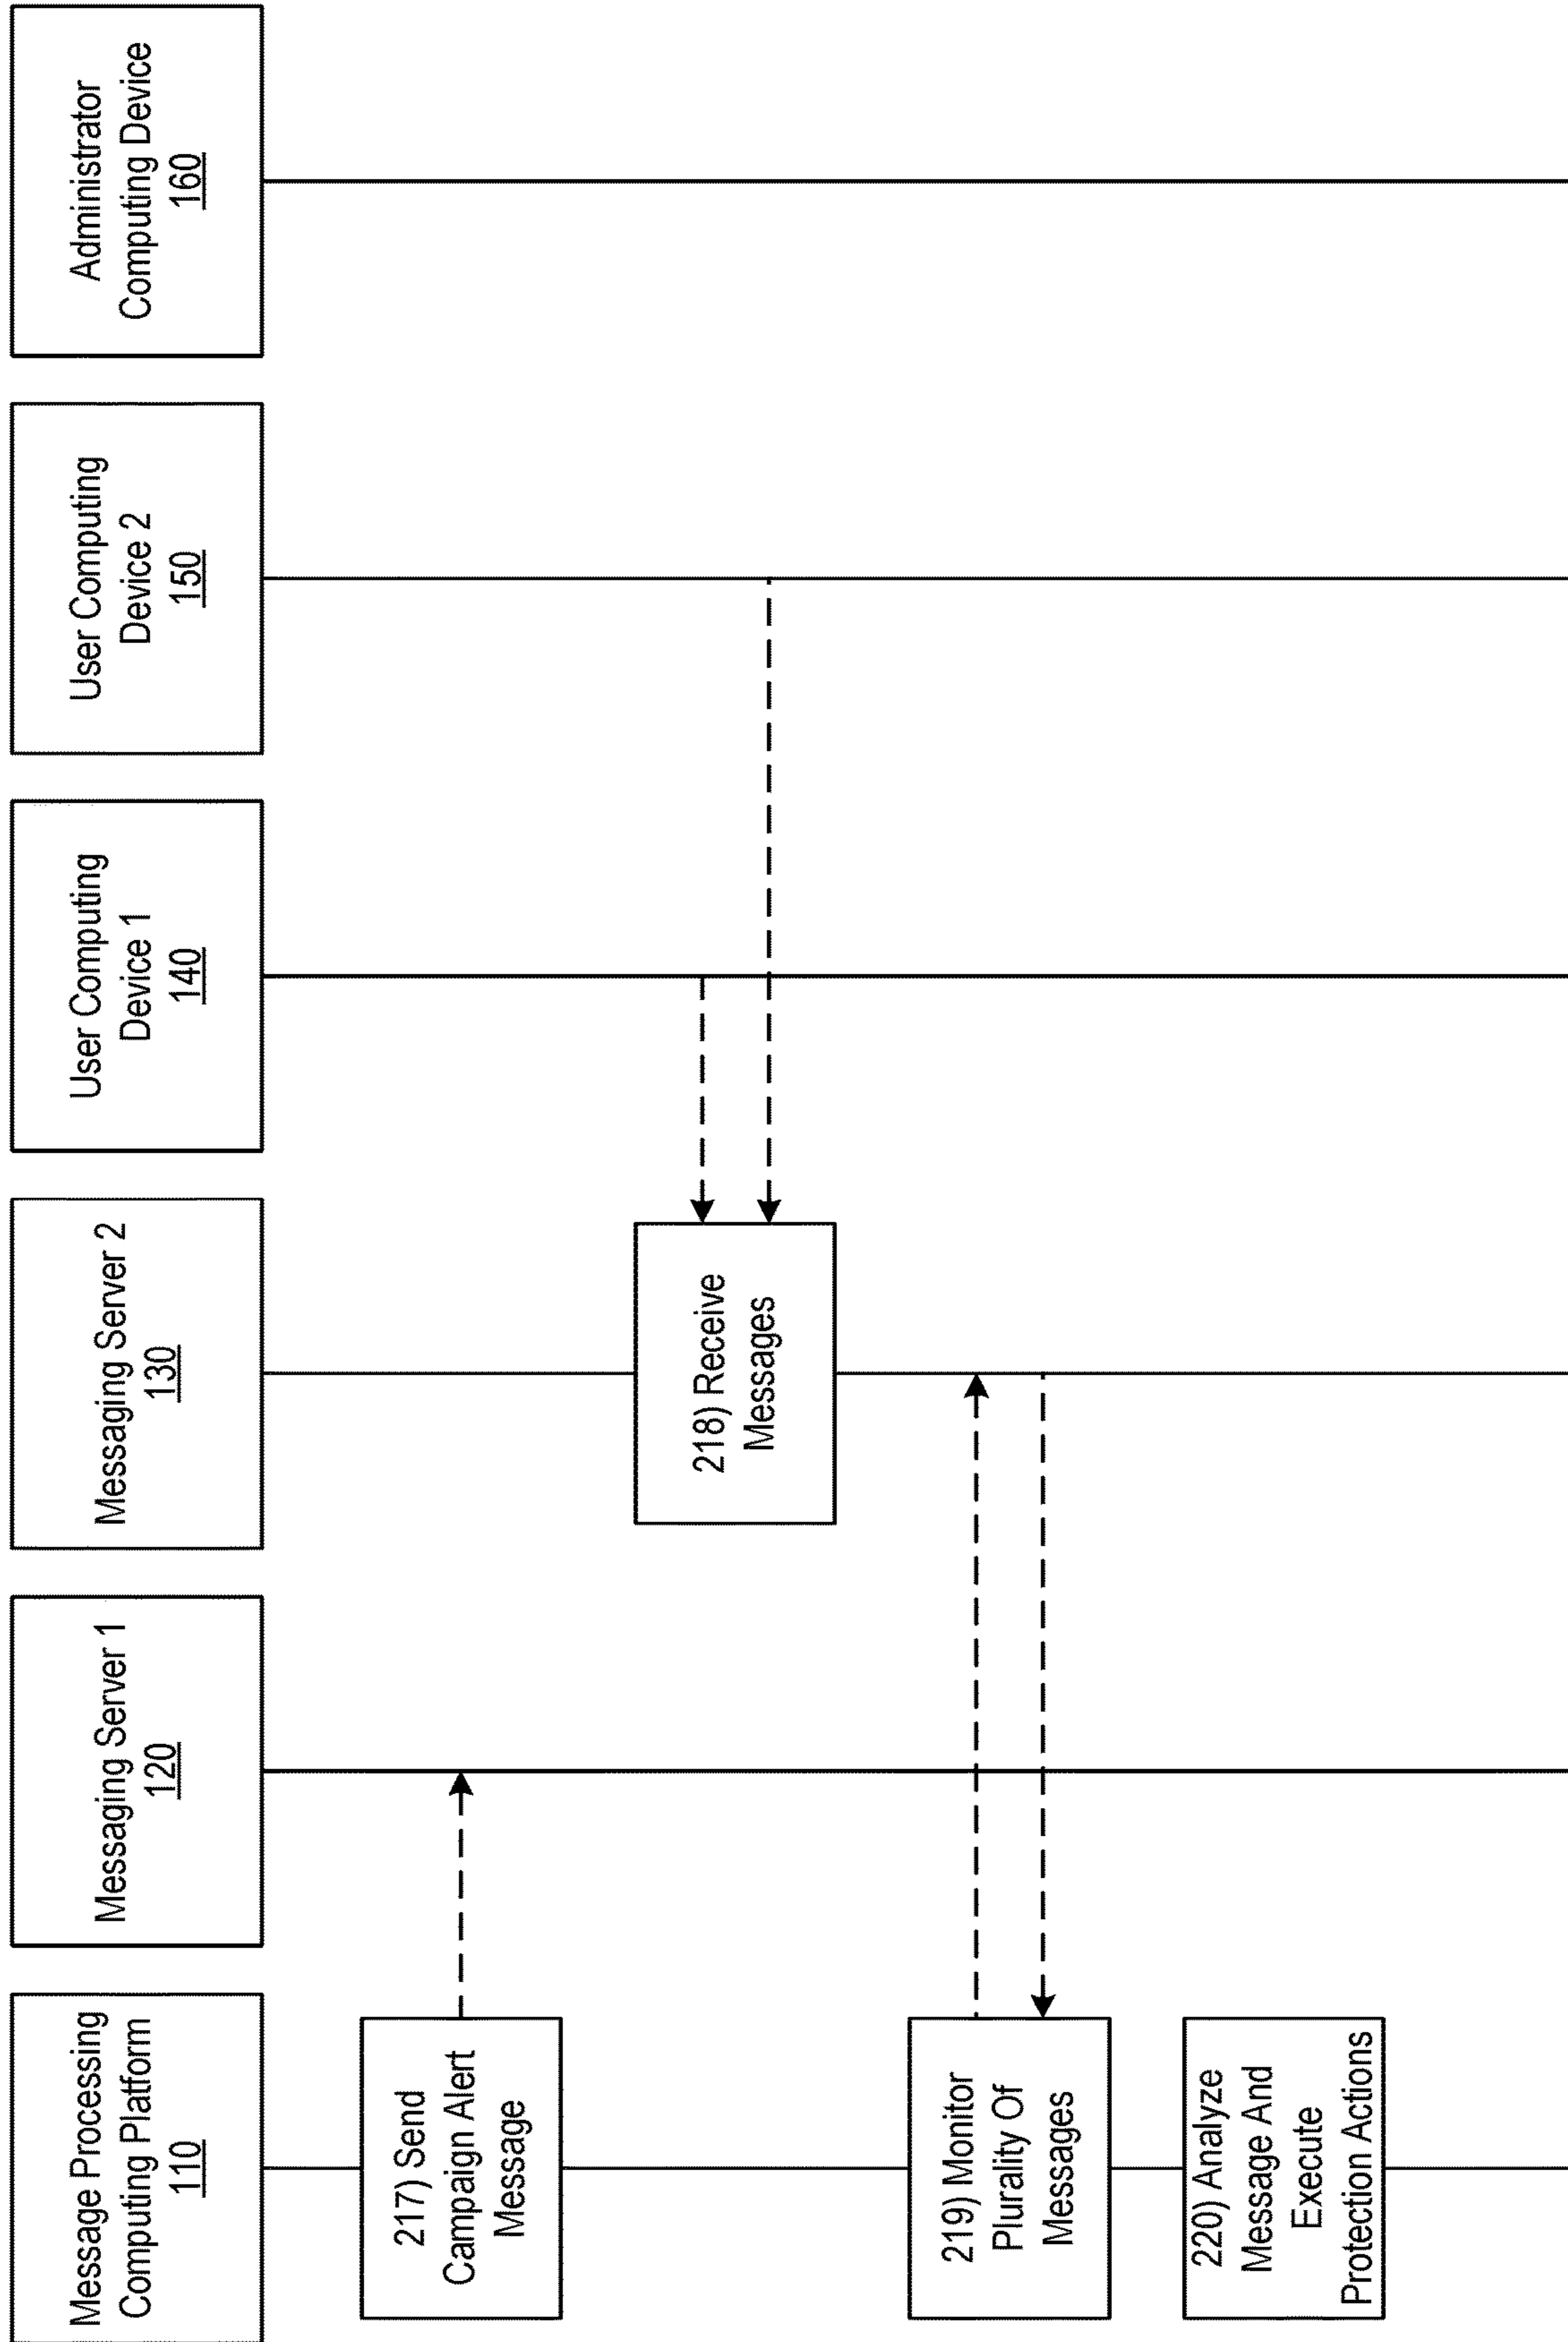 Message Processing
Computing Platform
110
Messaging Server 1
120
Messaging Server 2
130
User Computing
Device 1
140
User Computing
Device 2
150
Administrator
Computing Device
160
217) Send
Campaign Alert
Message
218) Receive
Messages
219) Monitor
Plurality Of
Messages
220) Analyze
Message And
Execute
Protection Actions